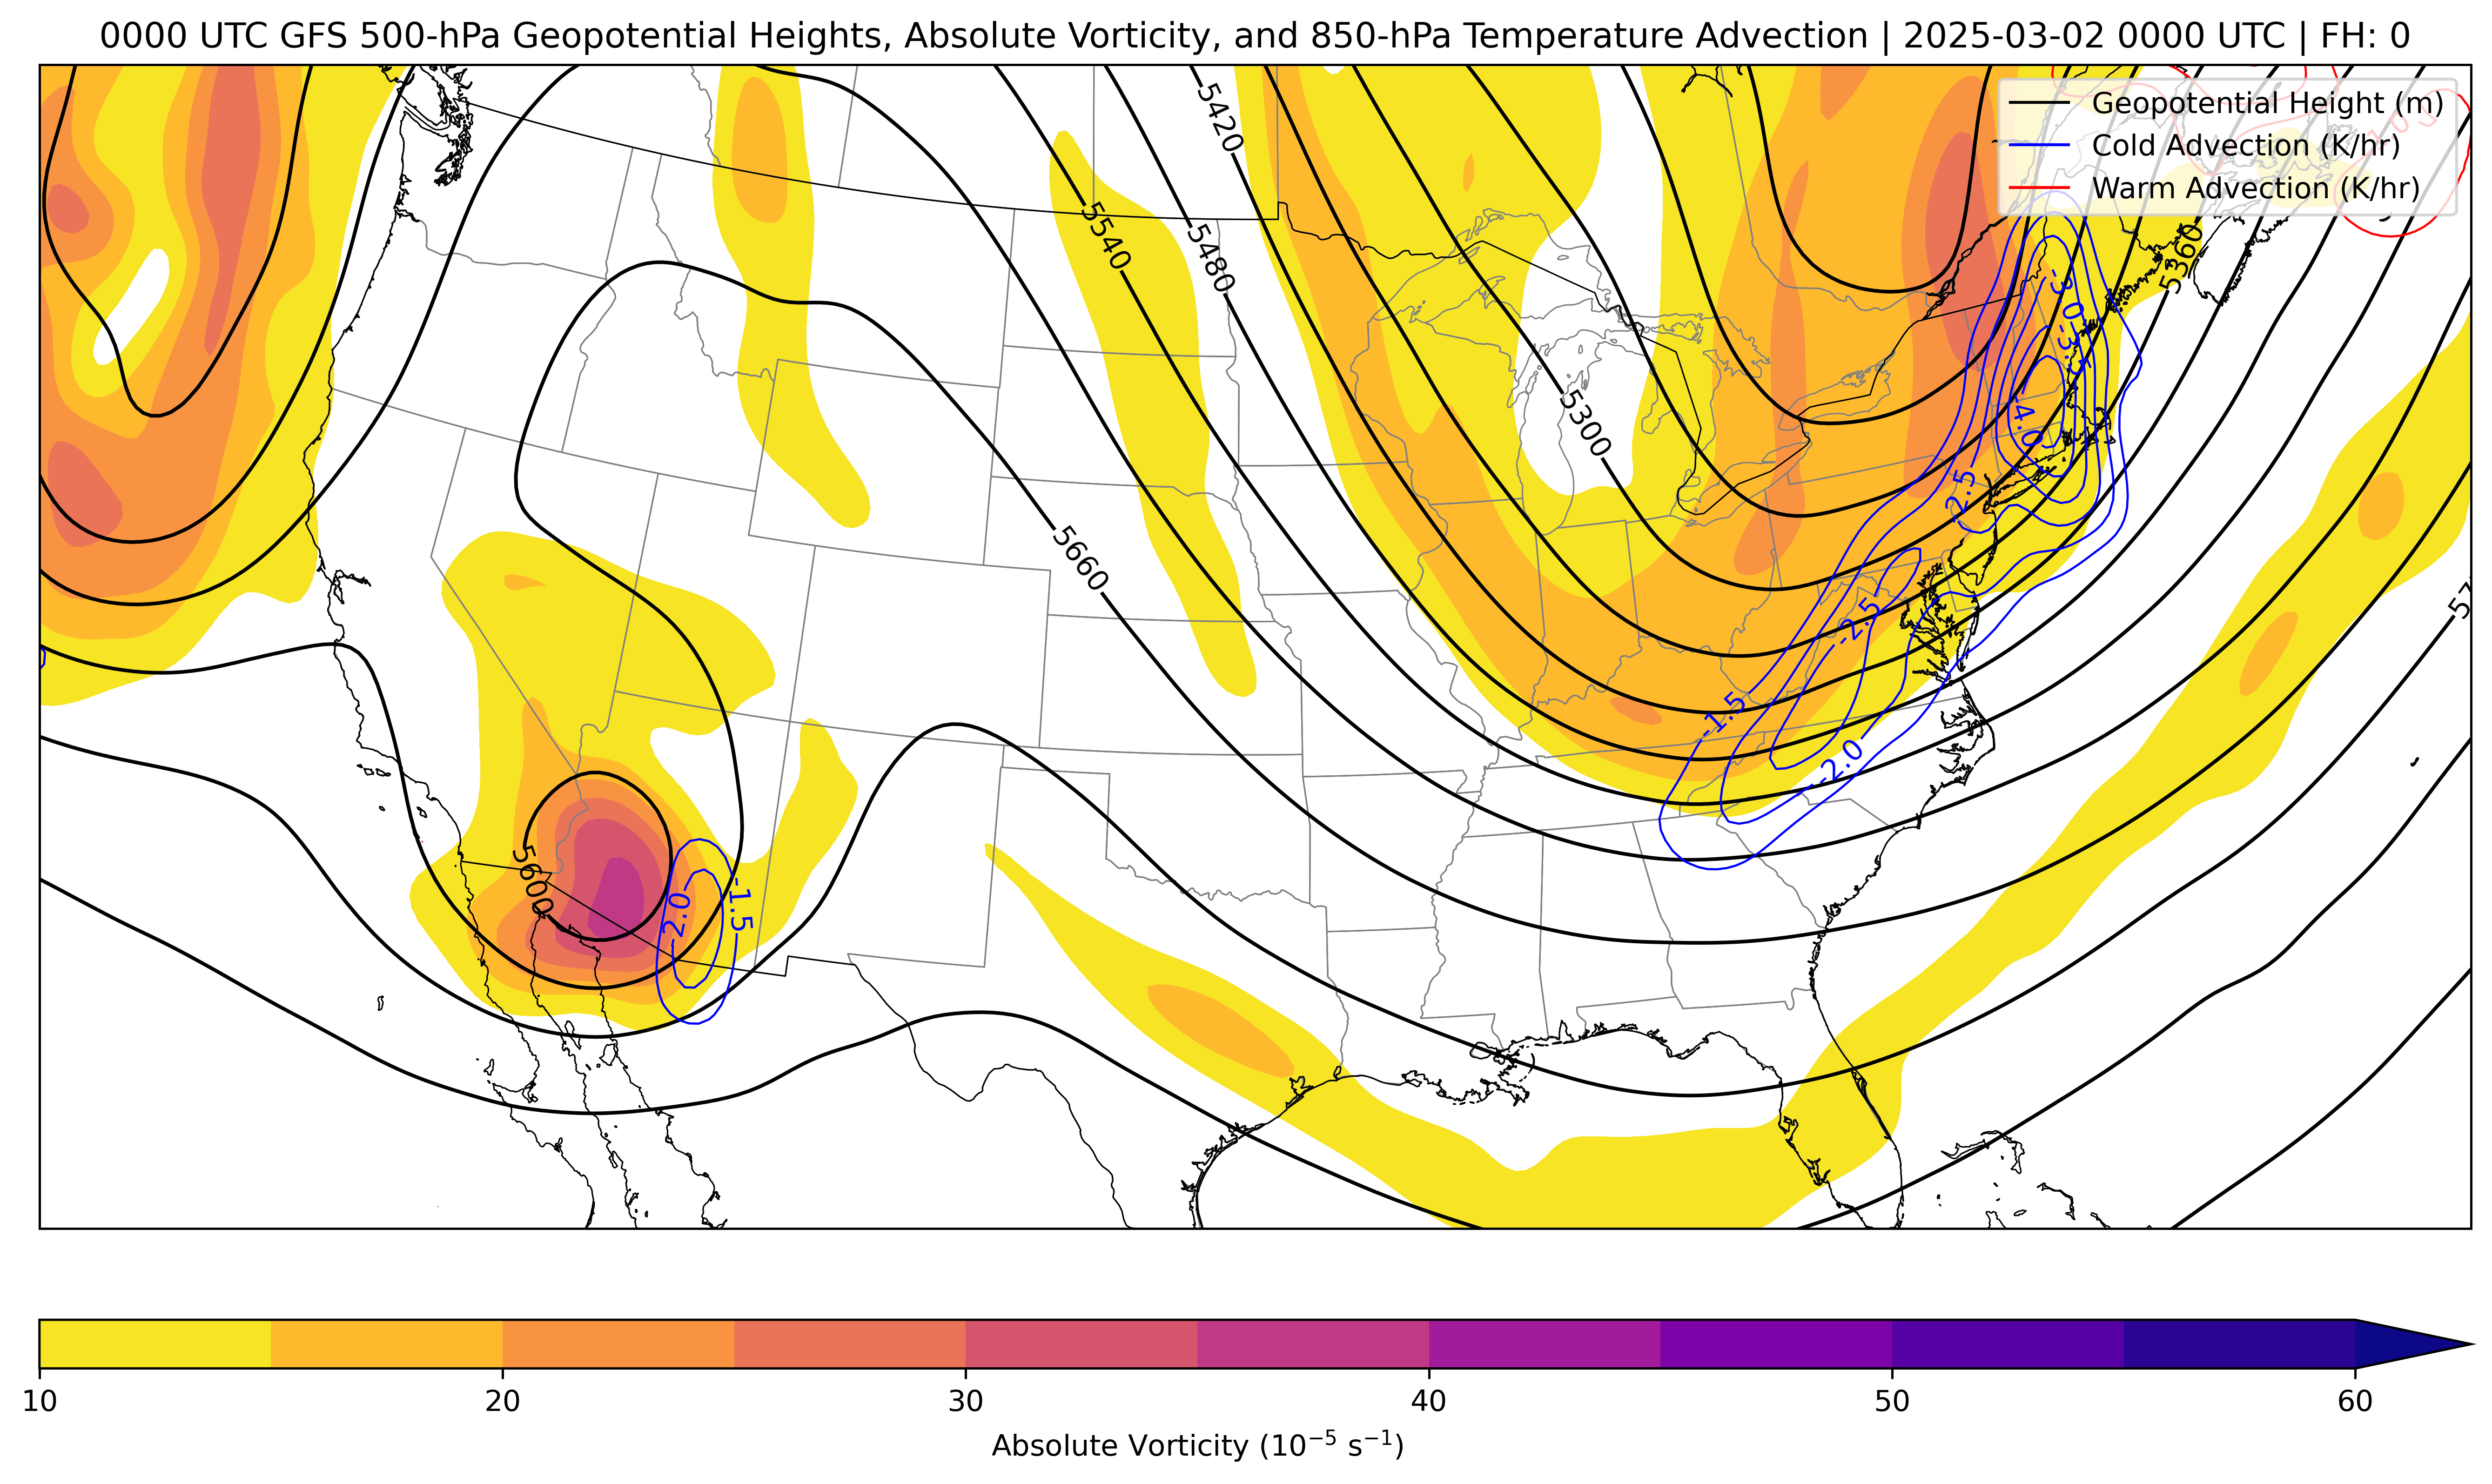 0000 UTC GFS 500-hPa Geopotential Heights, Absolute Vorticity, and 850-hPa Temperature Advection | 2025-03-02 0000 UTC | FH: 0
Geopotential Height (m)
Cold Advection (K/hr)
Warm Advection (K/hr)
5420
5540
5480
5360
5300
5660
5600
-3.0
-3.5
-4.0
-2.5
-2.5
-1.5
-2.0
-2.0
-1.5
10 20 30 40 50 60
Absolute Vorticity (10⁻⁵ s⁻¹)